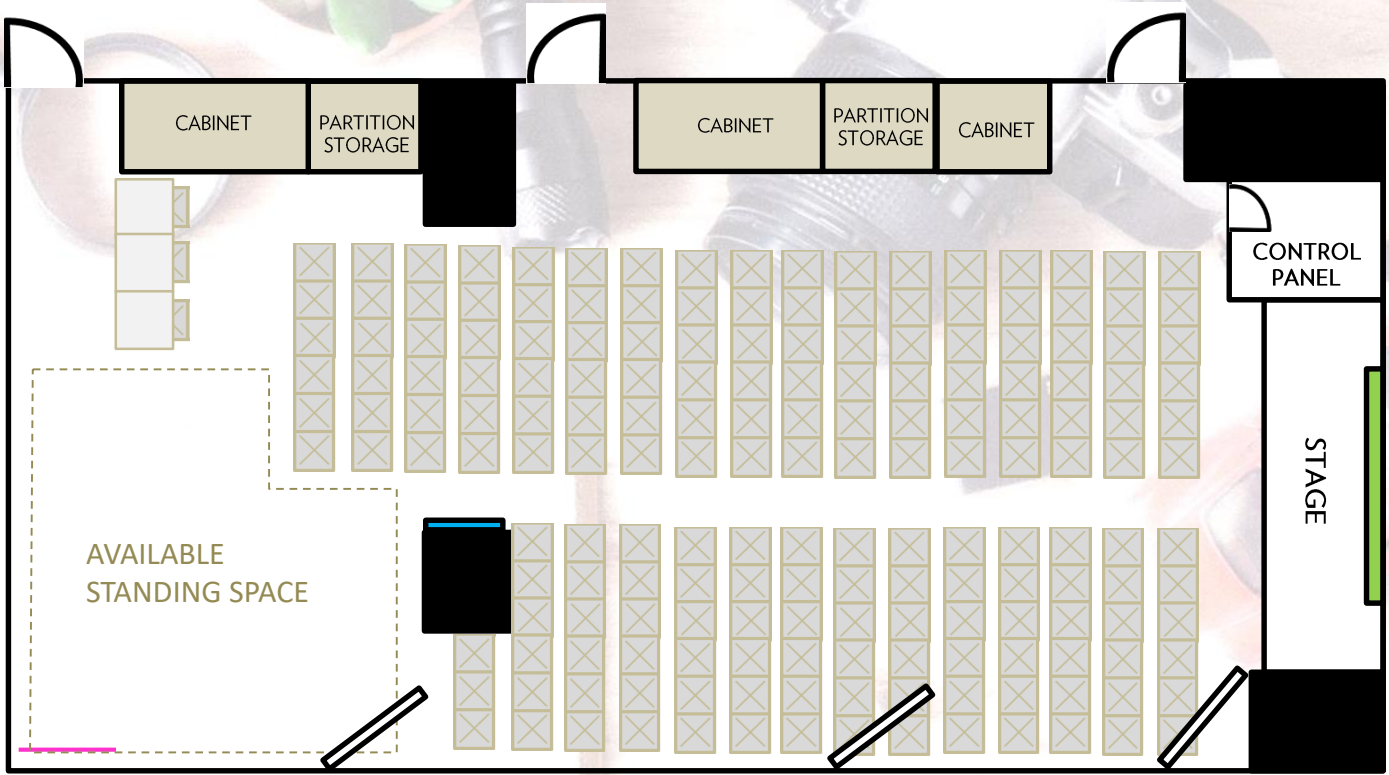 CABINET
PARTITION
STORAGE
CABINET
PARTITION
STORAGE
CABINET
CONTROL
PANEL
STAGE
AVAILABLE
STANDING SPACE